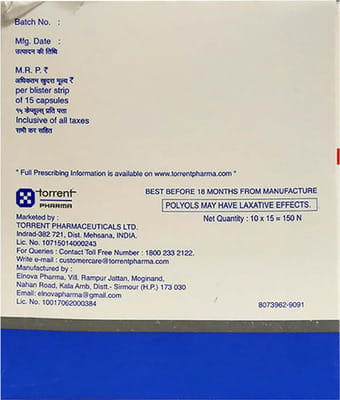 Batch No. :
Mfg. Date :
उत्पादन की तिथि
M.R. P. ₹
अधिकतम खुदरा मूल्य ₹
per blister strip
of 15 capsules
१५ केप्सूल्स प्रति पत्ता
Inclusive of all taxes
सभी कर सहित
" Full Prescribing Information is available on www.torrentpharma.com "
torrent
PHARMA
BEST BEFORE 18 MONTHS FROM MANUFACTURE
POLYOLS MAY HAVE LAXATIVE EFFECTS.
Net Quantity : 10 x 15 = 150 N
Marketed by :
TORRENT PHARMACEUTICALS LTD.
Indrad-382 721, Dist. Mehsana, INDIA.
Lic. No. 10715014000243
For Queries : Contact Toll Free Number : 1800 233 2122.
Write e-mail : customercare@torrentpharma.com
Manufactured by :
Elnova Pharma, Vill. Rampur Jattan, Moginand,
Nahan Road, Kala Amb, Distt.- Sirmour (H.P.) 173 030
Email: elnovapharma@gmail.com
Lic. No. 10017062000384
8073962-9091